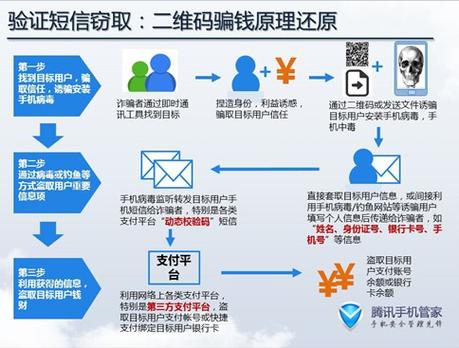 验证短信窃取：二维码骗钱原理还原
第一步
找到目标用户，骗
取信任，诱骗安装
手机病毒
诈骗者通过即时通
讯工具找到目标
捏造身份，利益诱惑，
骗取目标用户信任
通过二维码或发送文件诱骗
目标用户安装手机病毒，手
机中毒
第二步
通过病毒或钓鱼等
方式盗取用户重要
信息项
手机病毒监听转发目标用户手
机短信给诈骗者，特别是各类
支付平台“动态校验码”短信
直接套取目标用户信息，或间接利
用手机病毒/钓鱼网站等诱骗用户
填写个人信息后传递给诈骗者，如
“姓名、身份证号、银行卡号、手
机号”等信息
第三步
利用获得的信息，
盗取目标用户钱
财
支付平
台
利用网络上各类支付平台，
特别是第三方支付平台，盗
取目标用户支付帐号或快捷
支付绑定目标用户银行卡
盗取目标用
户支付账号
余额或银行
卡余额
腾讯手机管家
手机安全管理先锋